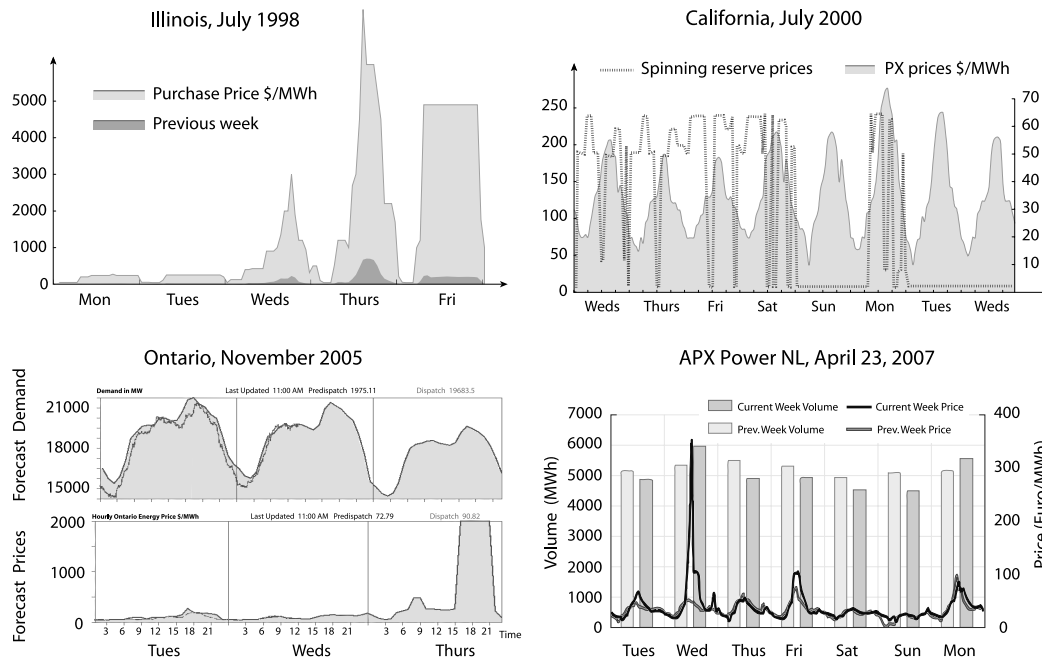 Illinois, July 1998
5000
4000
3000
2000
1000
0
Purchase Price $/MWh
Previous week
Mon Tues Weds Thurs Fri
California, July 2000
Spinning reserve prices PX prices $/MWh
250
200
150
100
50
0
70
60
50
40
30
20
10
Weds Thurs Fri Sat Sun Mon Tues Weds
Ontario, November 2005
Forecast Demand
Demand in MW Last Updated 11:00 AM Predispatch 1975.11 Dispatch 19683.5
21000
18000
15000
Forecast Prices
Hourly Ontario Energy Price $/MWh Last Updated 11:00 AM Predispatch 72.79 Dispatch 90.82
2000
1000
0
3 6 9 12 15 18 21 3 6 9 12 15 18 21 3 6 9 12 15 18 21 Time
Tues Weds Thurs
APX Power NL, April 23, 2007
Current Week Volume Current Week Price
Prev. Week Volume Prev. Week Price
Volume (MWh)
7000
6000
5000
4000
3000
2000
1000
0
400
300
200
100
0
Price (Euro/MWh)
Tues Wed Thus Fri Sat Sun Mon